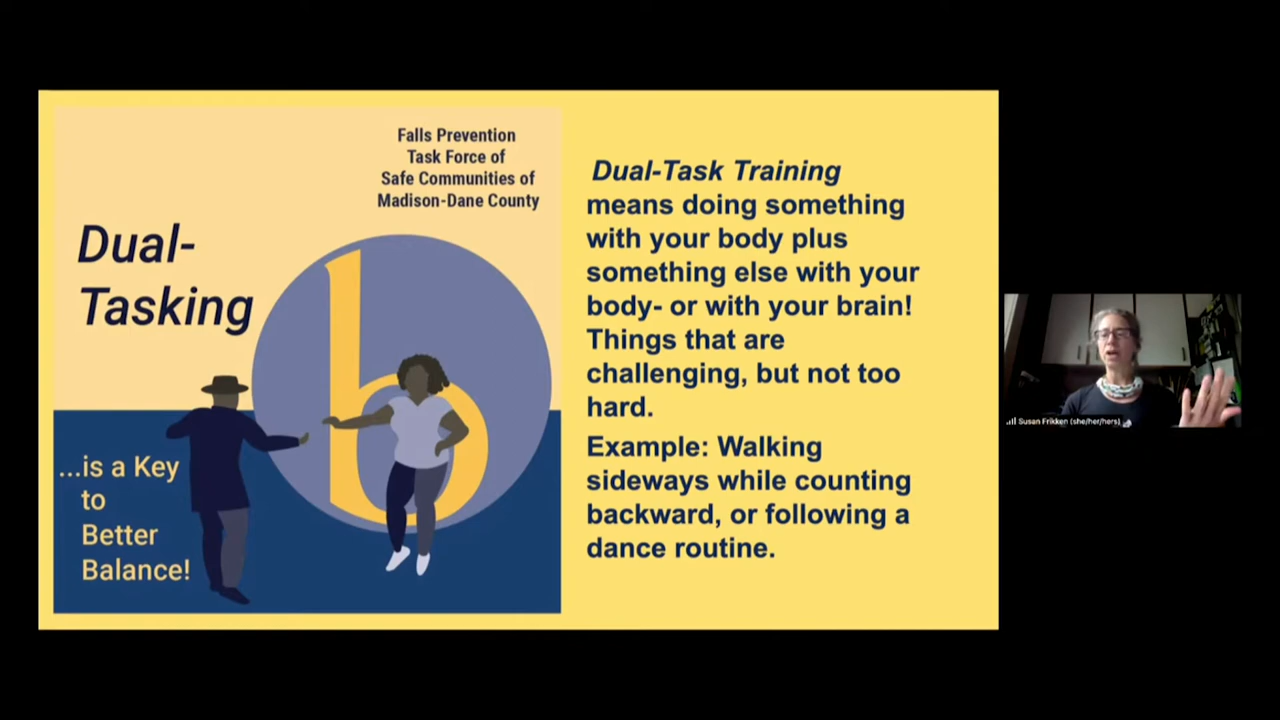 Falls Prevention
Task Force of
Safe Communities of
Madison-Dane County
Dual-
Tasking
b
...is a Key
to
Better
Balance!
Dual-Task Training
means doing something
with your body plus
something else with your
body- or with your brain!
Things that are
challenging, but not too
hard.
Example: Walking
sideways while counting
backward, or following a
dance routine.
Susan Frikken (she/her/hers)